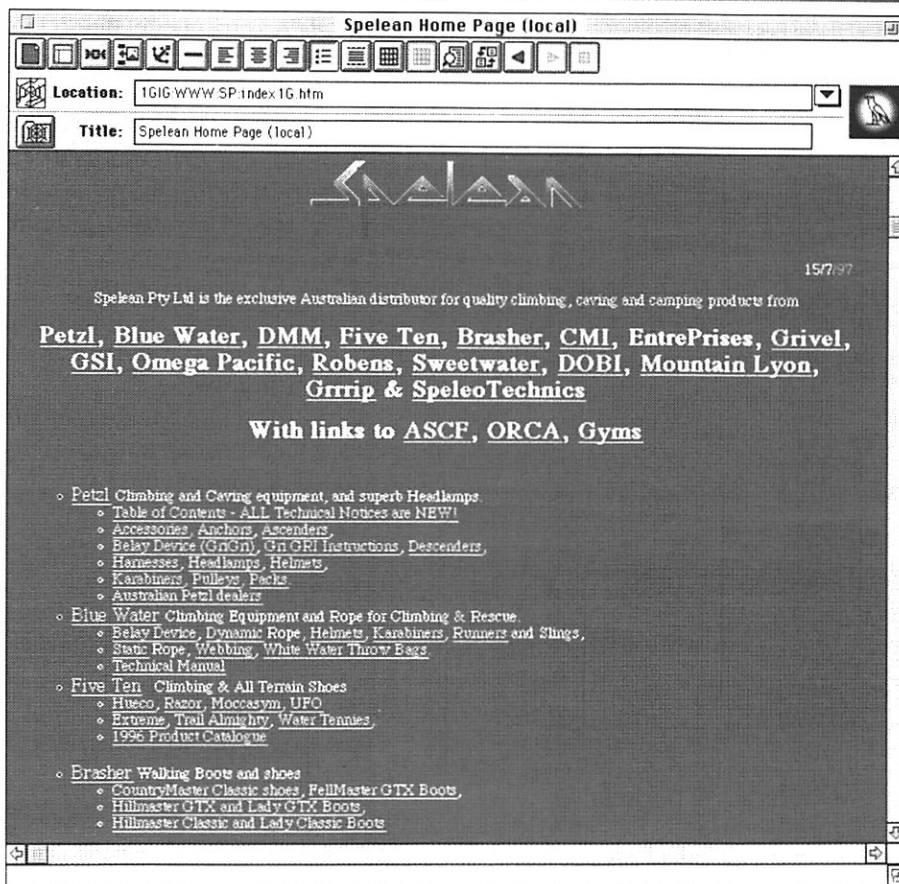 Spelean Home Page (local)
Location: 1GIG WWW SP:index1G.htm
Title: Spelean Home Page (local)
Spelean
15/7/97
Spelean Pty Ltd is the exclusive Australian distributor for quality climbing, caving and camping products from
Petzl, Blue Water, DMM, Five Ten, Brasher, CMI, EntrePrises, Grivel,
GSI, Omega Pacific, Robens, Sweetwater, DOBI, Mountain Lyon,
Grrrip & SpeleoTechnics
With links to ASCF, ORCA, Gyms
Petzl Climbing and Caving equipment, and superb Headlamps.
Table of Contents - ALL Technical Notices are NEW!
Accessories, Anchors, Ascenders,
Belay Device (GriGri), Gri GRI Instructions, Descenders,
Harnesses, Headlamps, Helmets,
Karabiners, Pulleys, Packs.
Australian Petzl dealers
Blue Water Climbing Equipment and Rope for Climbing & Rescue.
Belay Device, Dynamic Rope, Helmets, Karabiners, Runners and Slings,
Static Rope, Webbing, White Water Throw Bags.
Technical Manual
Five Ten Climbing & All Terrain Shoes
Hueco, Razor, Moccasym, UFO
Extreme, Trail Almighty, Water Tennies,
1996 Product Catalogue
Brasher Walking Boots and shoes
CountryMaster Classic shoes, FellMaster GTX Boots,
Hillmaster GTX and Lady GTX Boots,
Hillmaster Classic and Lady Classic Boots